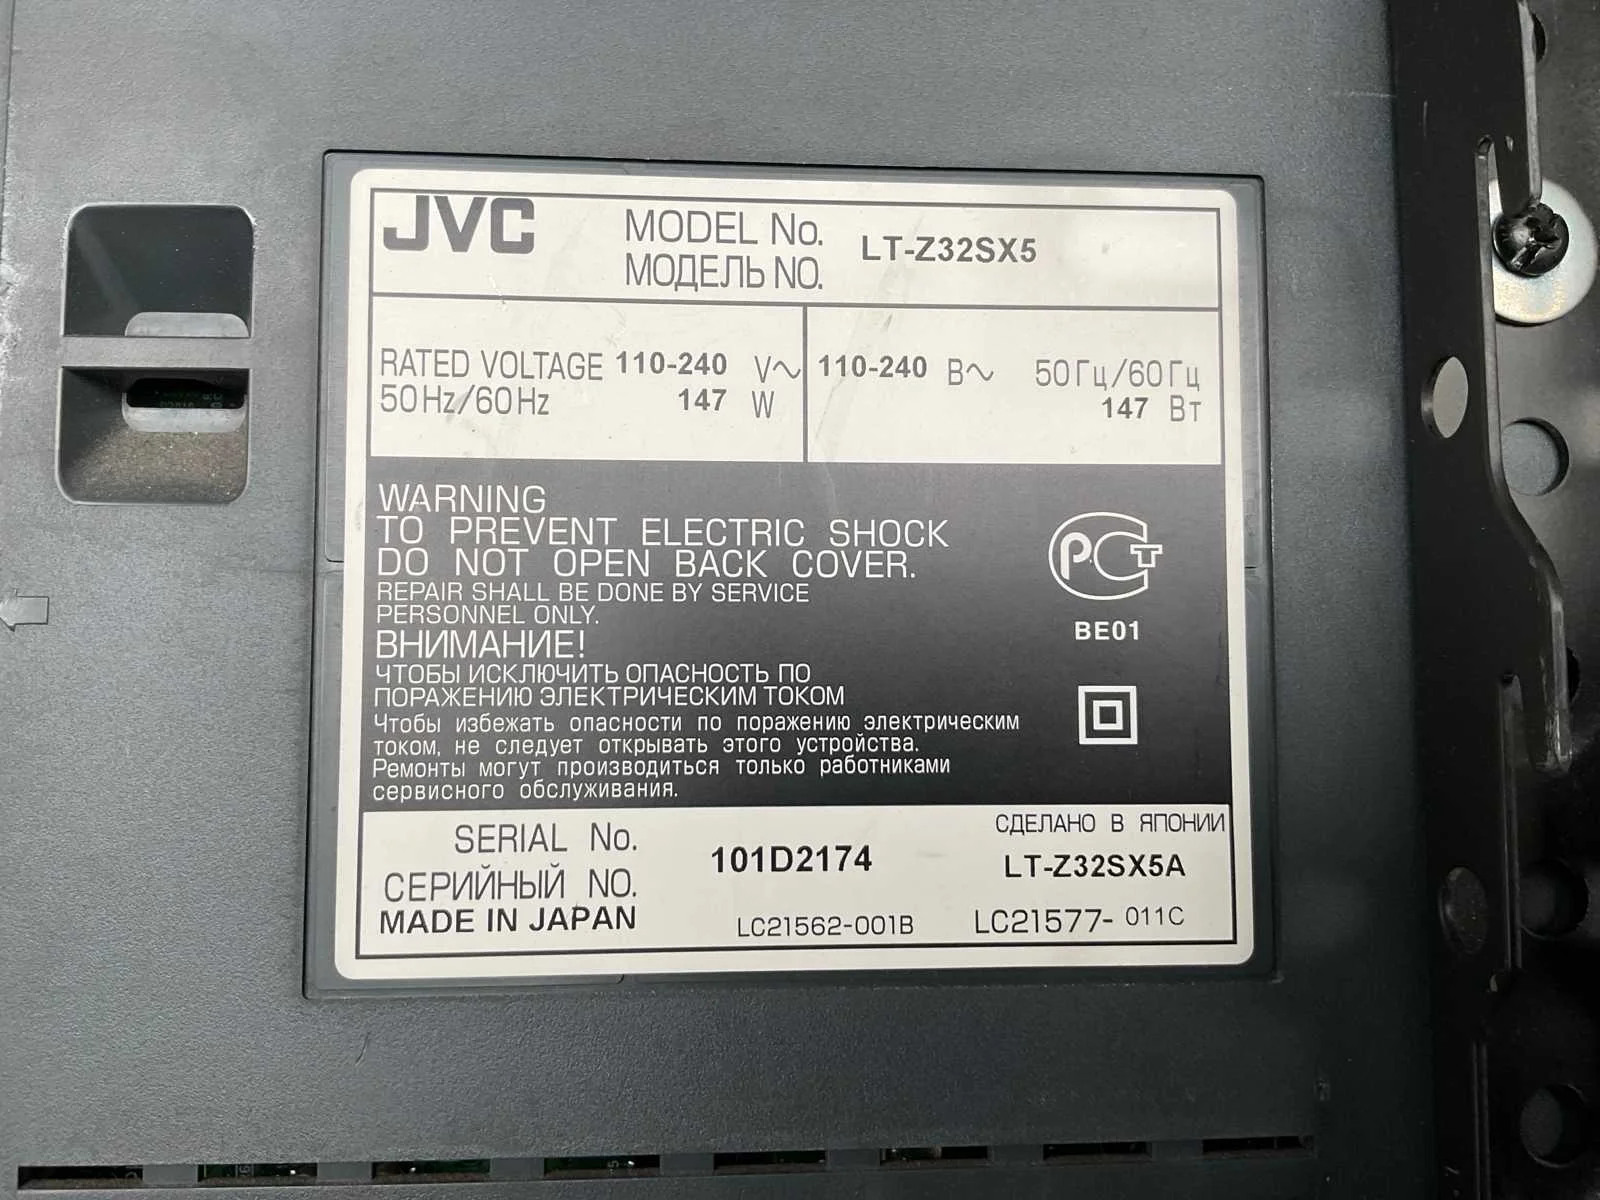 JVC
MODEL No. LT-Z32SX5
МОДЕЛЬ NO.
RATED VOLTAGE 110-240 V~
50Hz/60Hz 147 W
110-240 В~ 50Гц/60Гц
147 Вт
WARNING
TO PREVENT ELECTRIC SHOCK
DO NOT OPEN BACK COVER.
REPAIR SHALL BE DONE BY SERVICE
PERSONNEL ONLY.
ВНИМАНИЕ!
ЧТОБЫ ИСКЛЮЧИТЬ ОПАСНОСТЬ ПО
ПОРАЖЕНИЮ ЭЛЕКТРИЧЕСКИМ ТОКОМ
Чтобы избежать опасности по поражению электрическим
током, не следует открывать этого устройства.
Ремонты могут производиться только работниками
сервисного обслуживания.
РСТ
BE01
SERIAL No. 101D2174
СЕРИЙНЫЙ NO.
MADE IN JAPAN
LC21562-001B
СДЕЛАНО В ЯПОНИИ
LT-Z32SX5A
LC21577-011C